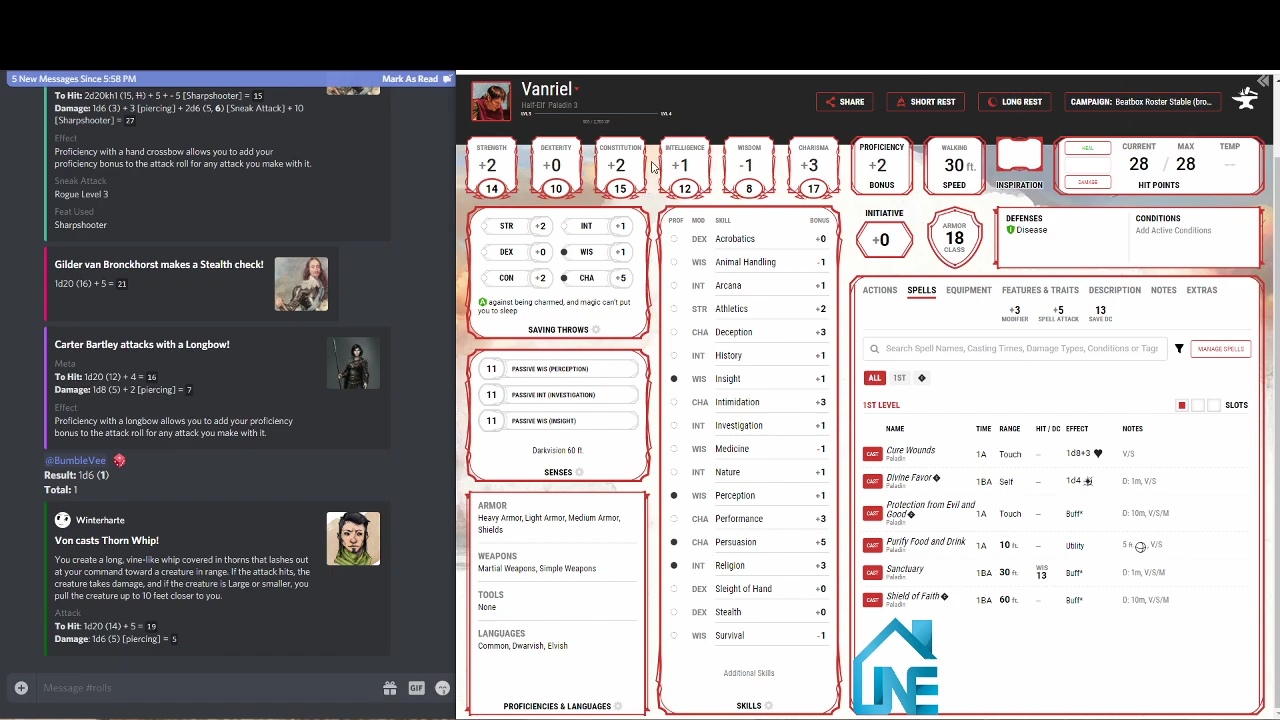 5 New Messages Since 5:58 PM
Mark As Read
To Hit: 2d20kh1 (15, 11) + 5 + - 5 [Sharpshooter] = 15
Damage: 1d6 (3) + 3 [piercing] + 2d6 (5, 6) [Sneak Attack] + 10
[Sharpshooter] = 27
Effect
Proficiency with a hand crossbow allows you to add your
proficiency bonus to the attack roll for any attack you make with it.
Sneak Attack
Rogue Level 3
Feat Used
Sharpshooter
Gilder van Bronckhorst makes a Stealth check!
1d20 (16) + 5 = 21
Carter Bartley attacks with a Longbow!
Meta
To Hit: 1d20 (12) + 4 = 16
Damage: 1d8 (5) + 2 [piercing] = 7
Effect
Proficiency with a longbow allows you to add your proficiency
bonus to the attack roll for any attack you make with it.
@BumbleVee
Result: 1d6 (1)
Total: 1
Winterharte
Von casts Thorn Whip!
You create a long, vine-like whip covered in thorns that lashes out
at your command toward a creature in range. If the attack hits, the
creature takes damage, and if the creature is Large or smaller, you
pull the creature up to 10 feet closer to you.
Attack
To Hit: 1d20 (14) + 5 = 19
Damage: 1d6 (5) [piercing] = 5
Message #rolls
GIF
Vanriel
Half-Elf Paladin 3
LVL 3
LVL 4
SHARE
SHORT REST
LONG REST
CAMPAIGN: Beatbox Roster Stable (bro...
STRENGTH
+2
14
DEXTERITY
+0
10
CONSTITUTION
+2
15
INTELLIGENCE
+1
12
WISDOM
-1
8
CHARISMA
+3
17
PROFICIENCY
+2
BONUS
WALKING
30 ft.
SPEED
INSPIRATION
HEAL
DAMAGE
CURRENT
MAX
TEMP
28 / 28 --
HIT POINTS
STR +2
INT +1
DEX +0
WIS +1
CON +2
CHA +5
against being charmed, and magic can't put
you to sleep
SAVING THROWS
11 PASSIVE WIS (PERCEPTION)
11 PASSIVE INT (INVESTIGATION)
11 PASSIVE WIS (INSIGHT)
Darkvision 60 ft.
SENSES
ARMOR
Heavy Armor, Light Armor, Medium Armor,
Shields
WEAPONS
Martial Weapons, Simple Weapons
TOOLS
None
LANGUAGES
Common, Dwarvish, Elvish
PROFICIENCIES & LANGUAGES
PROF MOD SKILL BONUS
DEX Acrobatics +0
WIS Animal Handling -1
INT Arcana +1
STR Athletics +2
CHA Deception +3
INT History +1
WIS Insight +1
CHA Intimidation +3
INT Investigation +1
WIS Medicine -1
INT Nature +1
WIS Perception +1
CHA Performance +3
CHA Persuasion +5
INT Religion +3
DEX Sleight of Hand +0
DEX Stealth +0
WIS Survival -1
Additional Skills
SKILLS
INITIATIVE
+0
ARMOR
18
CLASS
DEFENSES
Disease
CONDITIONS
Add Active Conditions
ACTIONS SPELLS EQUIPMENT FEATURES & TRAITS DESCRIPTION NOTES EXTRAS
+3 +5 13
MODIFIER SPELL ATTACK SAVE DC
Search Spell Names, Casting Times, Damage Types, Conditions or Tags
MANAGE SPELLS
ALL 1ST
1ST LEVEL
SLOTS
NAME TIME RANGE HIT / DC EFFECT NOTES
CAST Cure Wounds 1A Touch -- 1d8+3 V/S
Paladin
CAST Divine Favor 1BA Self -- 1d4 D: 1m, V/S
Paladin
CAST Protection from Evil and Good 1A Touch -- Buff* D: 10m, V/S/M
Paladin
CAST Purify Food and Drink 1A 10 ft. -- Utility 5 ft. , V/S
Paladin
CAST Sanctuary 1BA 30 ft. WIS 13 Buff* D: 1m, V/S/M
Paladin
CAST Shield of Faith 1BA 60 ft. -- Buff* D: 10m, V/S/M
Paladin
UNE